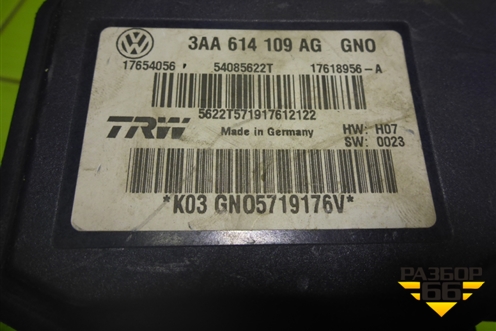 3AA 614 109 AG GNO
17654056 54085622T 17618956-A
5622T571917612122
TRW Made in Germany HW: H07
SW: 0023
*K03 GNO5719176V*
РАЗБОР
66